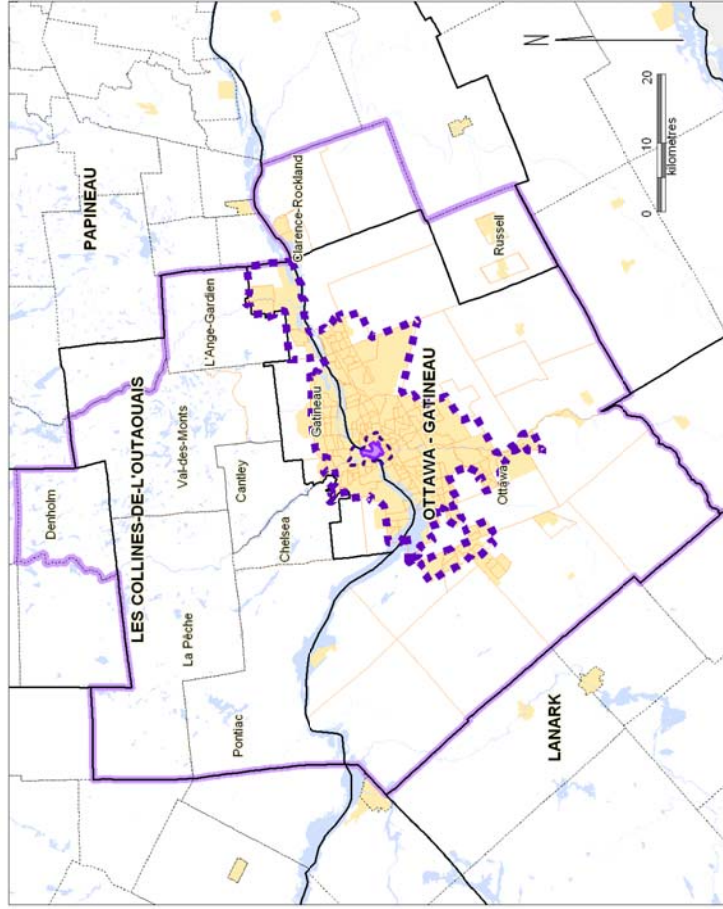 PAPINEAU
Denholm
LES COLLINES-DE-L'OUTAOUAIS
L'Ange-Gardien
Val-des-Monts
La Pêche
Cantley
Chelsea
Pontiac
Gatineau
Clarence-Rockland
OTTAWA - GATINEAU
Ottawa
Russell
LANARK
N
0 10 20
kilometres